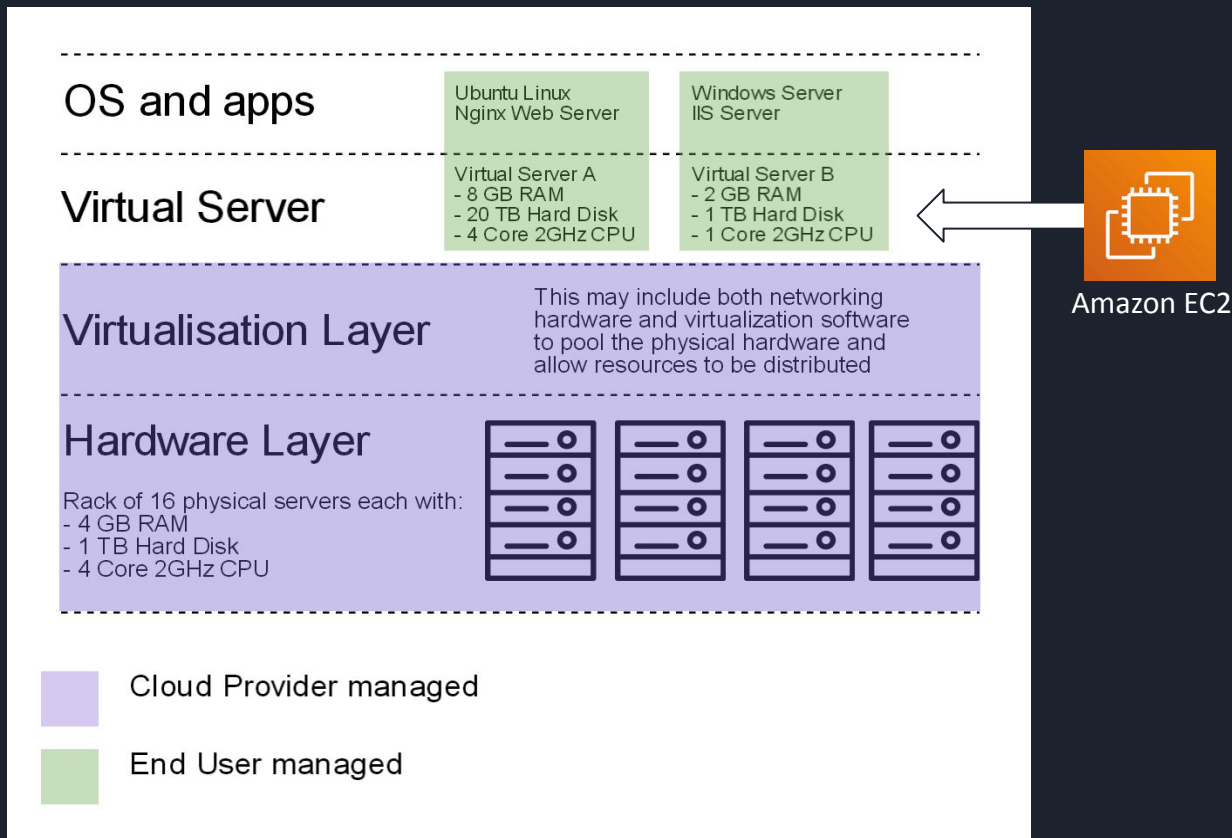 OS and apps
Ubuntu Linux
Nginx Web Server
Windows Server
IIS Server
Virtual Server
Virtual Server A
- 8 GB RAM
- 20 TB Hard Disk
- 4 Core 2GHz CPU
Virtual Server B
- 2 GB RAM
- 1 TB Hard Disk
- 1 Core 2GHz CPU
Amazon EC2
Virtualisation Layer
This may include both networking
hardware and virtualization software
to pool the physical hardware and
allow resources to be distributed
Hardware Layer
Rack of 16 physical servers each with:
- 4 GB RAM
- 1 TB Hard Disk
- 4 Core 2GHz CPU
Cloud Provider managed
End User managed